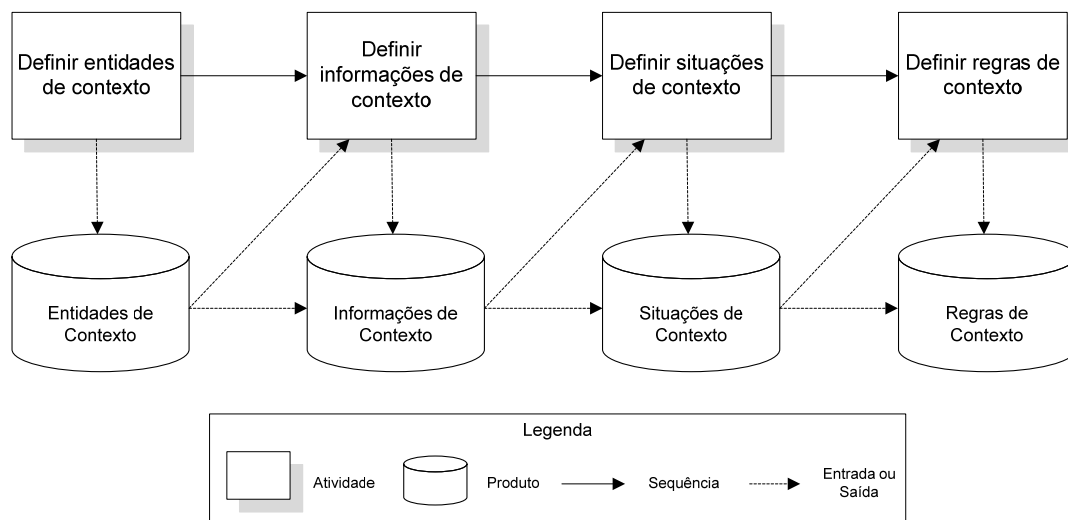 Definir entidades
de contexto
Definir
informações de
contexto
Definir situações
de contexto
Definir regras de
contexto
Entidades de
Contexto
Informações de
Contexto
Situações de
Contexto
Regras de
Contexto
Legenda
Atividade
Produto
Sequência
Entrada ou
Saída